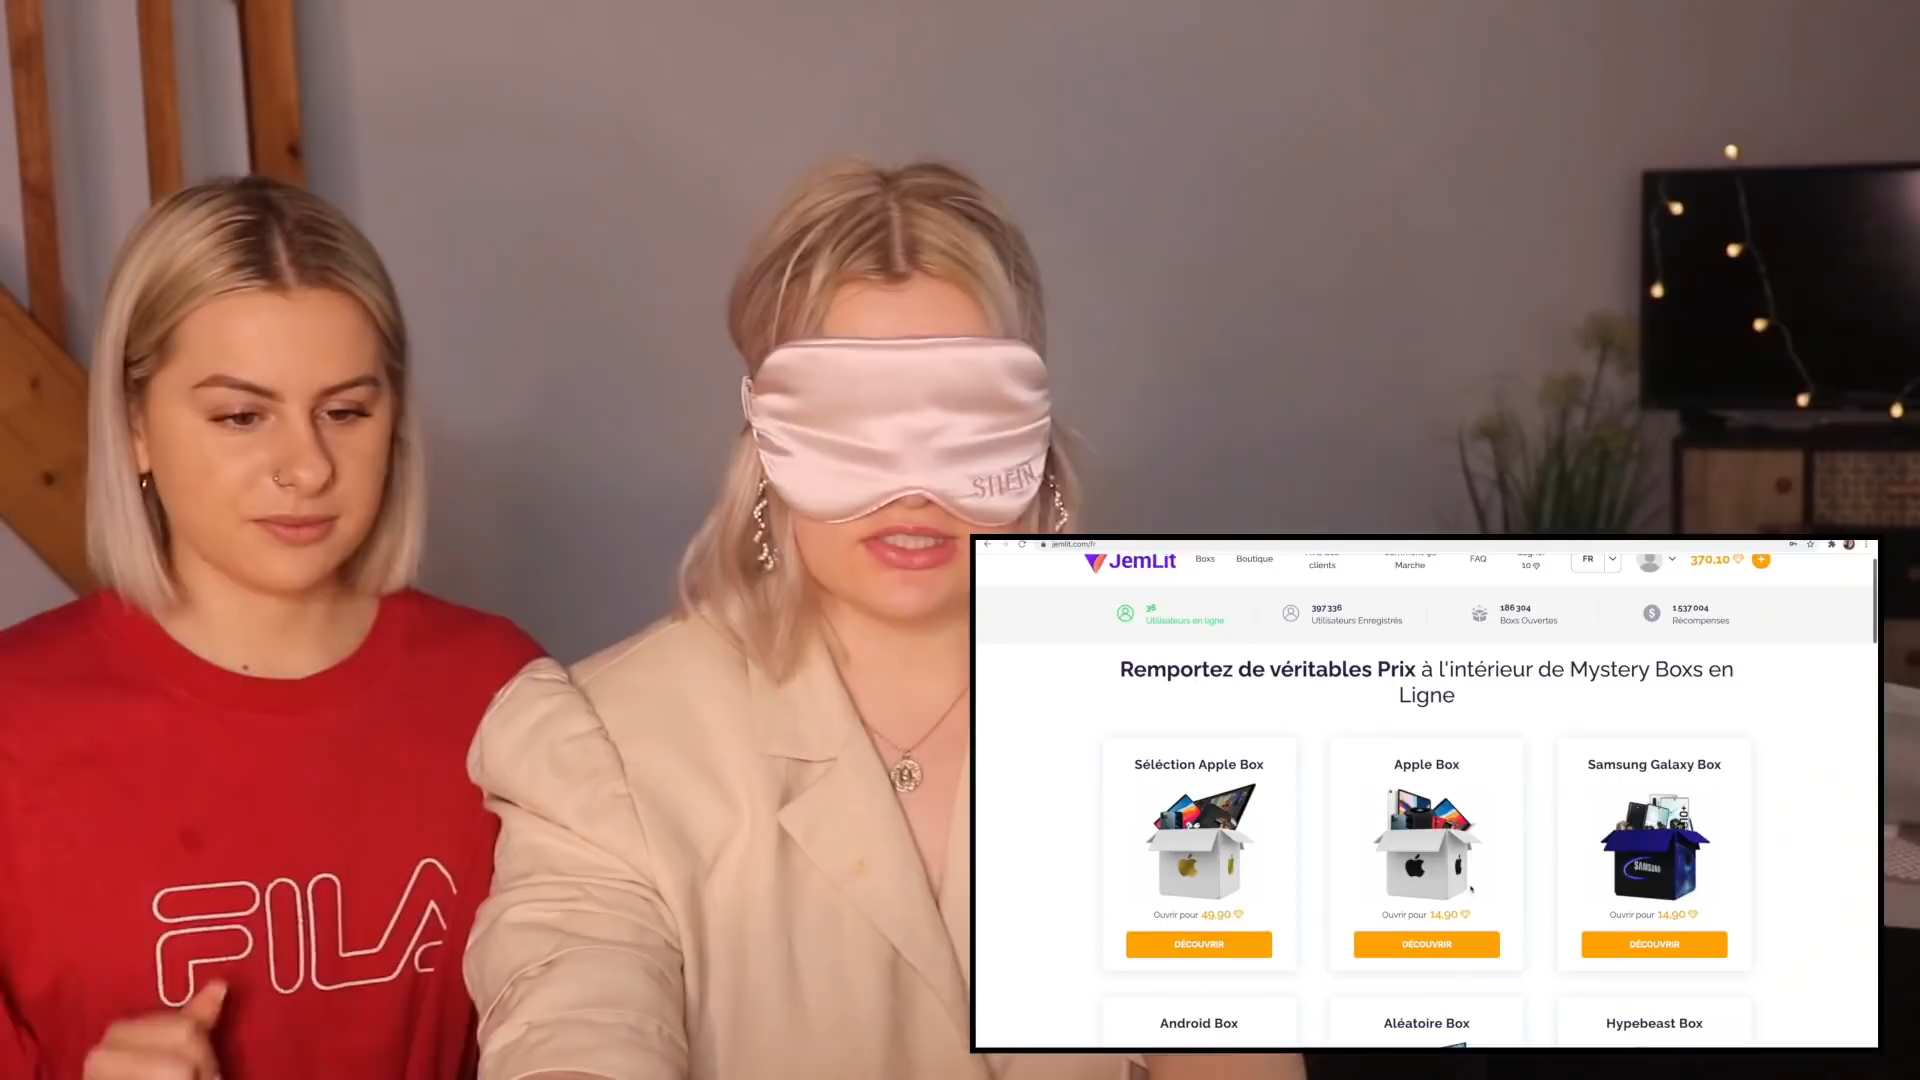 SHEIN
FILA
jemlit.com/fr
JemLit
Boxs
Boutique
clients
Marche
FAQ
10
FR
370,10
36
Utilisateurs en ligne
397 336
Utilisateurs Enregistrés
186 304
Boxs Ouvertes
1 537 004
Récompenses
Remportez de véritables Prix à l'intérieur de Mystery Boxs en
Ligne
Séléction Apple Box
Ouvrir pour 49,90
DÉCOUVRIR
Apple Box
Ouvrir pour 14,90
DÉCOUVRIR
Samsung Galaxy Box
SAMSUNG
Ouvrir pour 14,90
DÉCOUVRIR
Android Box
Aléatoire Box
Hypebeast Box